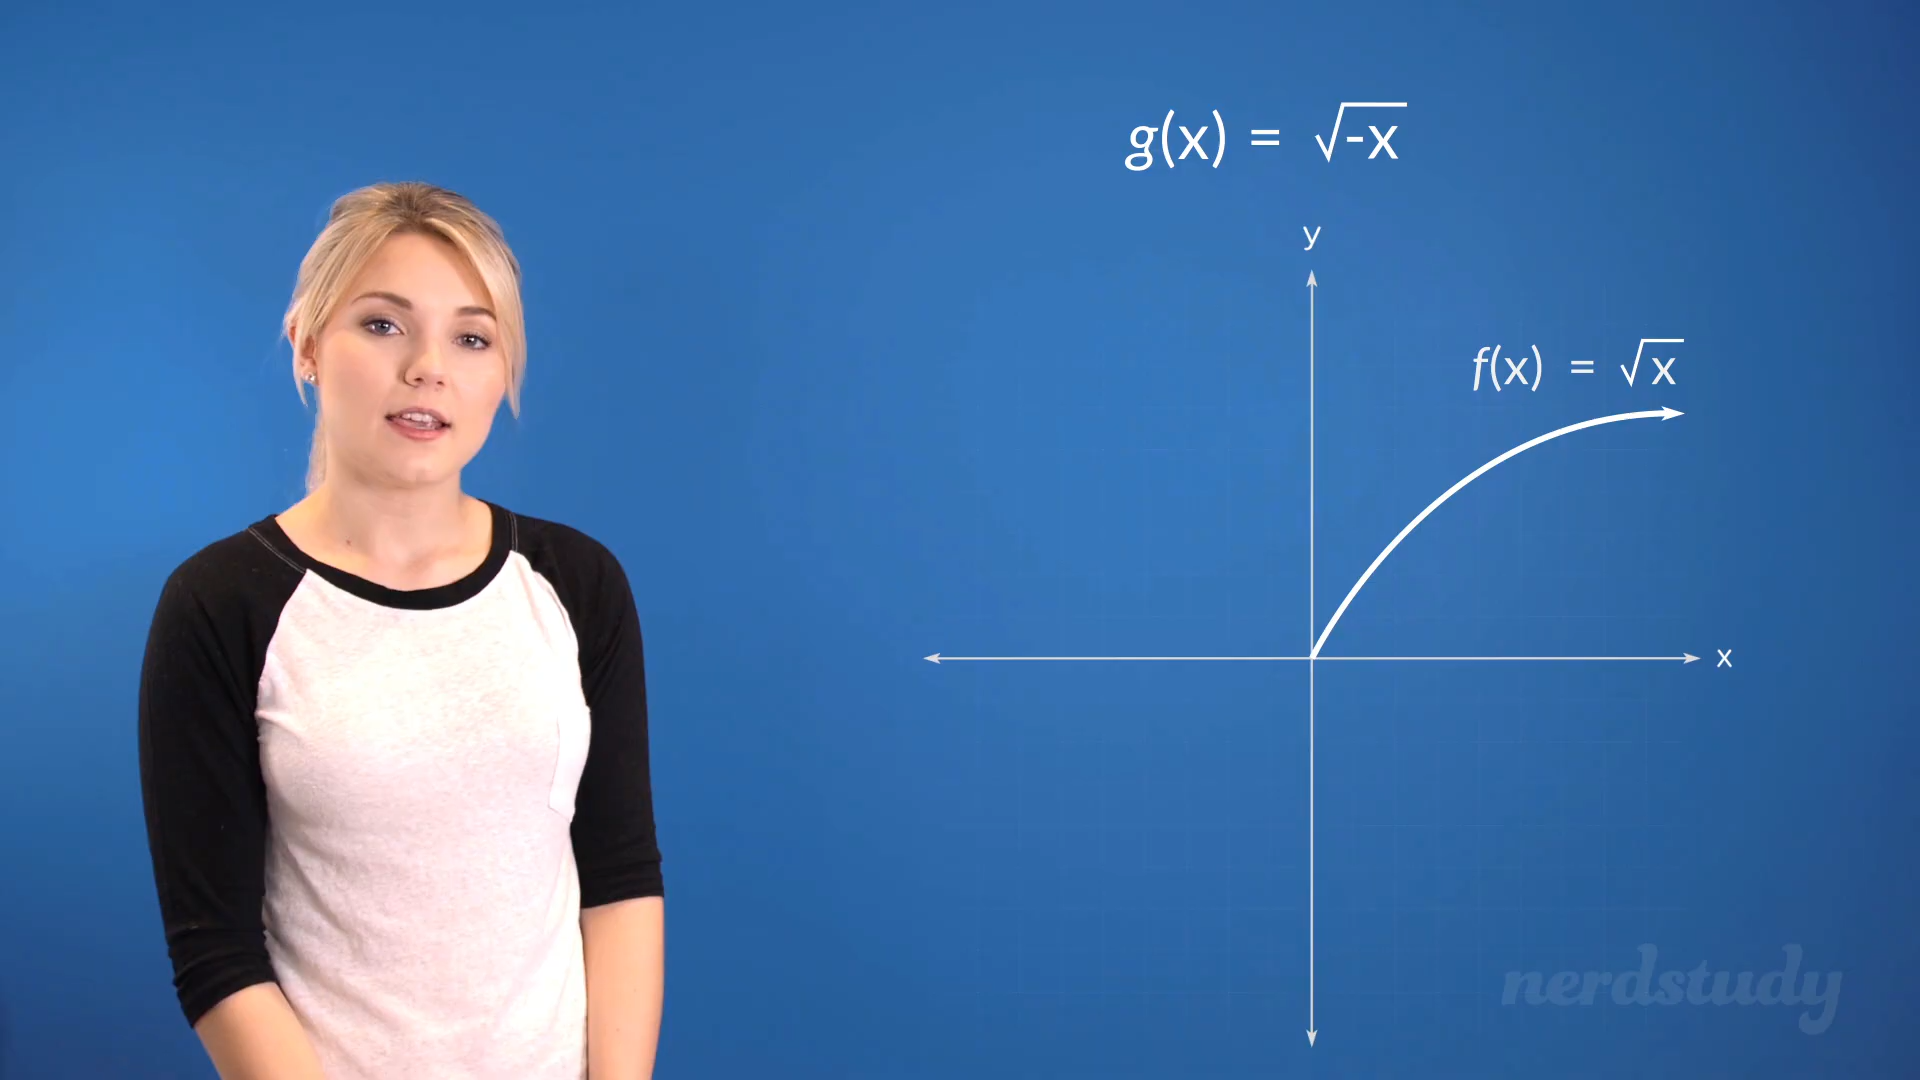 g(x) = √-x
y
f(x) = √x
x
nerdstudy